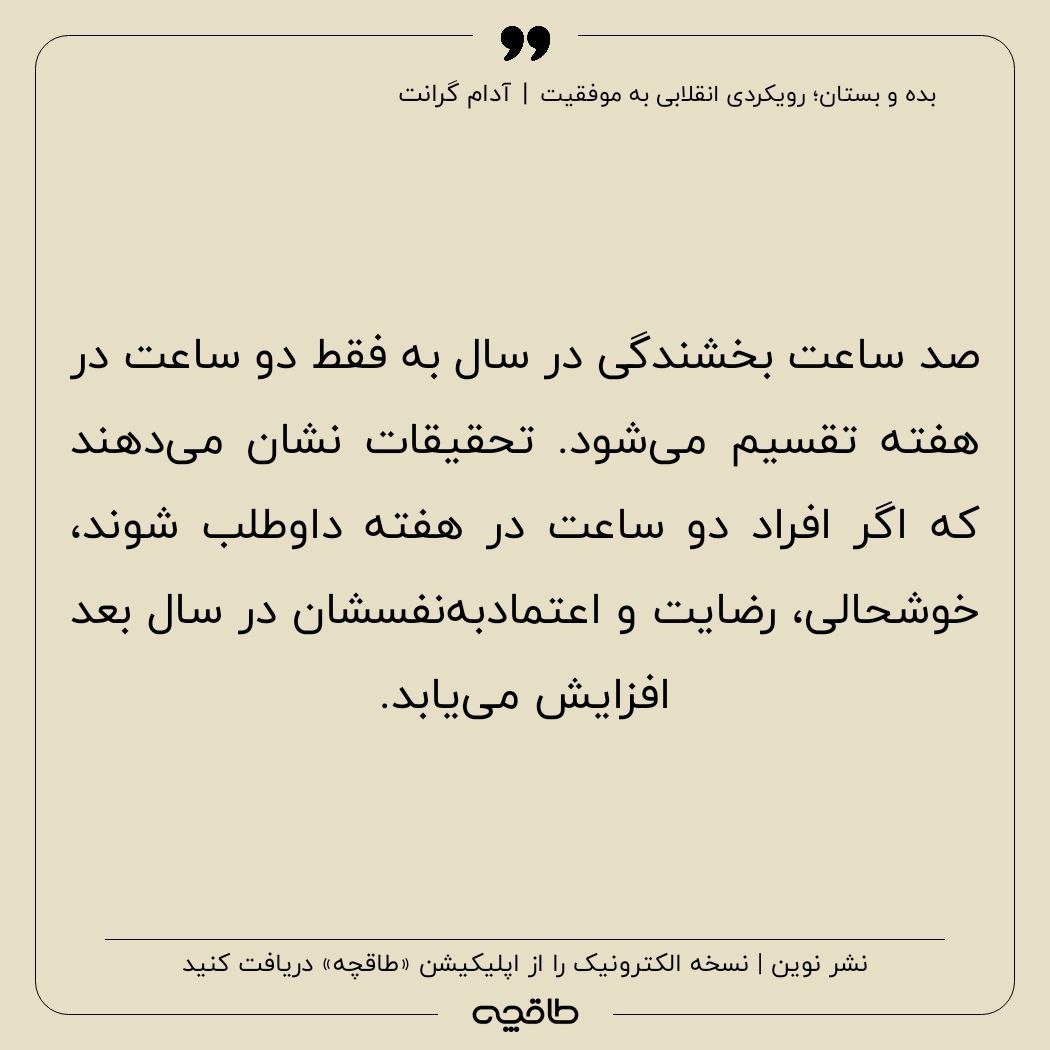 ❟❟
بده و بستان؛ رویکردی انقلابی به موفقیت | آدام گرانت
صد ساعت بخشندگی در سال به فقط دو ساعت در
هفته تقسیم می‌شود. تحقیقات نشان می‌دهند
که اگر افراد دو ساعت در هفته داوطلب شوند،
خوشحالی، رضایت و اعتمادبه‌نفسشان در سال بعد
افزایش می‌یابد.
نشر نوین | نسخه الکترونیک را از اپلیکیشن «طاقچه» دریافت کنید
طاقچه